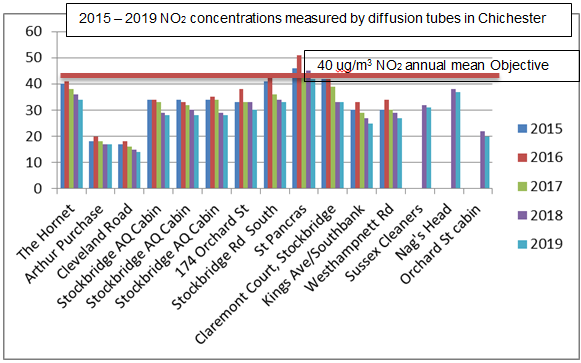 2015 – 2019 NO2 concentrations measured by diffusion tubes in Chichester
40 ug/m3 NO2 annual mean Objective
60
50
40
30
20
10
0
The Hornet
Arthur Purchase
Cleveland Road
Stockbridge AQ Cabin
Stockbridge AQ Cabin
Stockbridge AQ Cabin
174 Orchard St
Stockbridge Rd South
St Pancras
Claremont Court, Stockbridge
Kings Ave/Southbank
Westhampnett Rd
Sussex Cleaners
Nag's Head
Orchard St cabin
2015
2016
2017
2018
2019